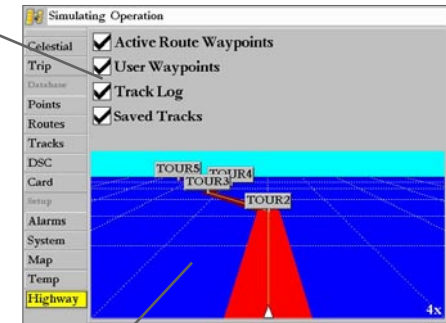 Simulating Operation
Celestial
Trip
Database
Points
Routes
Tracks
DSC
Card
Setup
Alarms
System
Map
Temp
Highway
Active Route Waypoints
User Waypoints
Track Log
Saved Tracks
TOUR5
TOUR4
TOUR3
TOUR2
4x